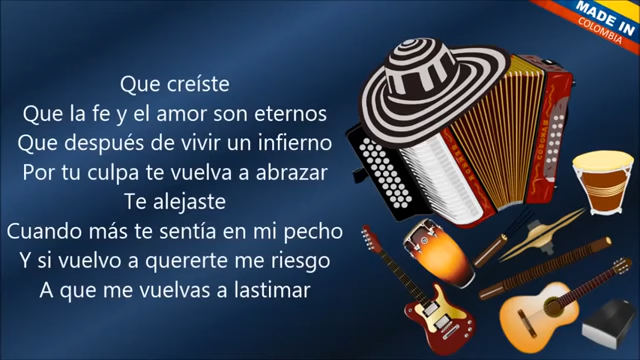 MADE IN
COLOMBIA
Que creíste
Que la fe y el amor son eternos
Que después de vivir un infierno
Por tu culpa te vuelva a abrazar
Te alejaste
Cuando más te sentía en mi pecho
Y si vuelvo a quererte me riesgo
A que me vuelvas a lastimar